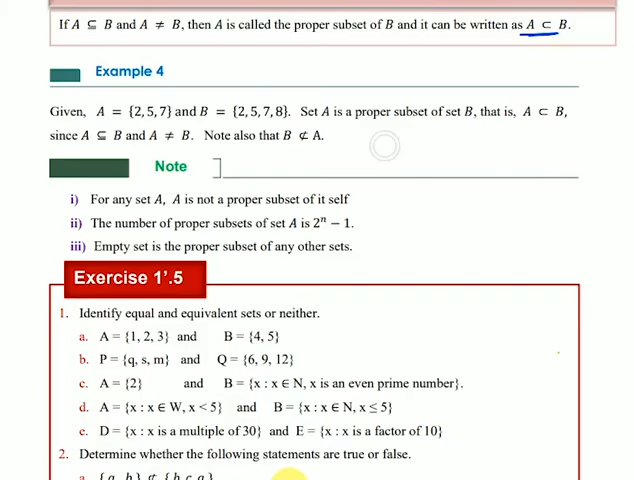 If A ⊆ B and A ≠ B, then A is called the proper subset of B and it can be written as A ⊂ B.
Example 4
Given, A = {2, 5, 7} and B = {2, 5, 7, 8}. Set A is a proper subset of set B, that is, A ⊂ B,
since A ⊆ B and A ≠ B. Note also that B ⊄ A.
Note
i) For any set A, A is not a proper subset of it self
ii) The number of proper subsets of set A is 2ⁿ − 1.
iii) Empty set is the proper subset of any other sets.
Exercise 1'.5
1. Identify equal and equivalent sets or neither.
a. A = {1, 2, 3} and B = {4, 5}
b. P = {q, s, m} and Q = {6, 9, 12}
c. A = {2} and B = {x : x ∈ N, x is an even prime number}.
d. A = {x : x ∈ W, x < 5} and B = {x : x ∈ N, x ≤ 5}
e. D = {x : x is a multiple of 30} and E = {x : x is a factor of 10}
2. Determine whether the following statements are true or false.
a. { a, b } ⊄ { b, c, a }